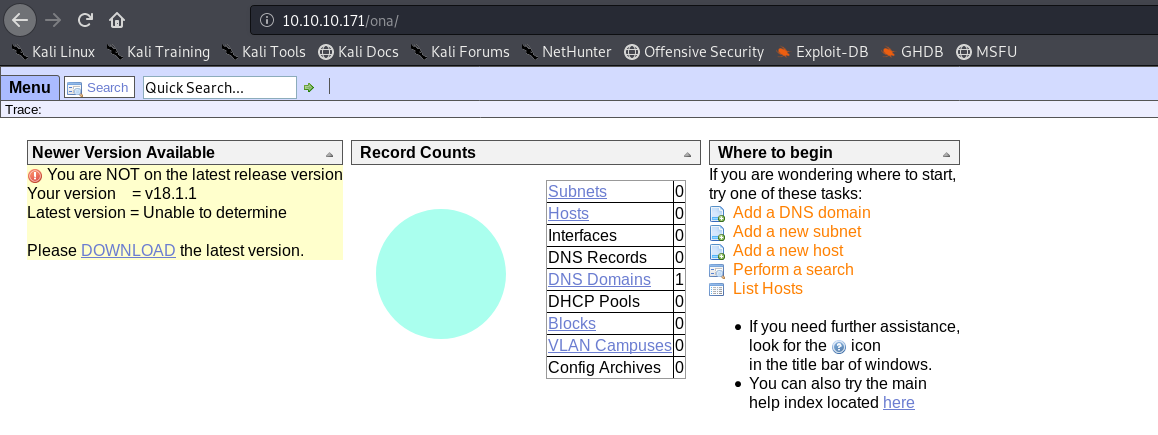 10.10.10.171/ona/
Kali Linux Kali Training Kali Tools Kali Docs Kali Forums NetHunter Offensive Security Exploit-DB GHDB MSFU
Menu Search Quick Search...
Trace:
Newer Version Available
You are NOT on the latest release version
Your version = v18.1.1
Latest version = Unable to determine
Please DOWNLOAD the latest version.
Record Counts
Subnets 0
Hosts 0
Interfaces 0
DNS Records 0
DNS Domains 1
DHCP Pools 0
Blocks 0
VLAN Campuses 0
Config Archives 0
Where to begin
If you are wondering where to start,
try one of these tasks:
Add a DNS domain
Add a new subnet
Add a new host
Perform a search
List Hosts
• If you need further assistance,
look for the ? icon
in the title bar of windows.
• You can also try the main
help index located here